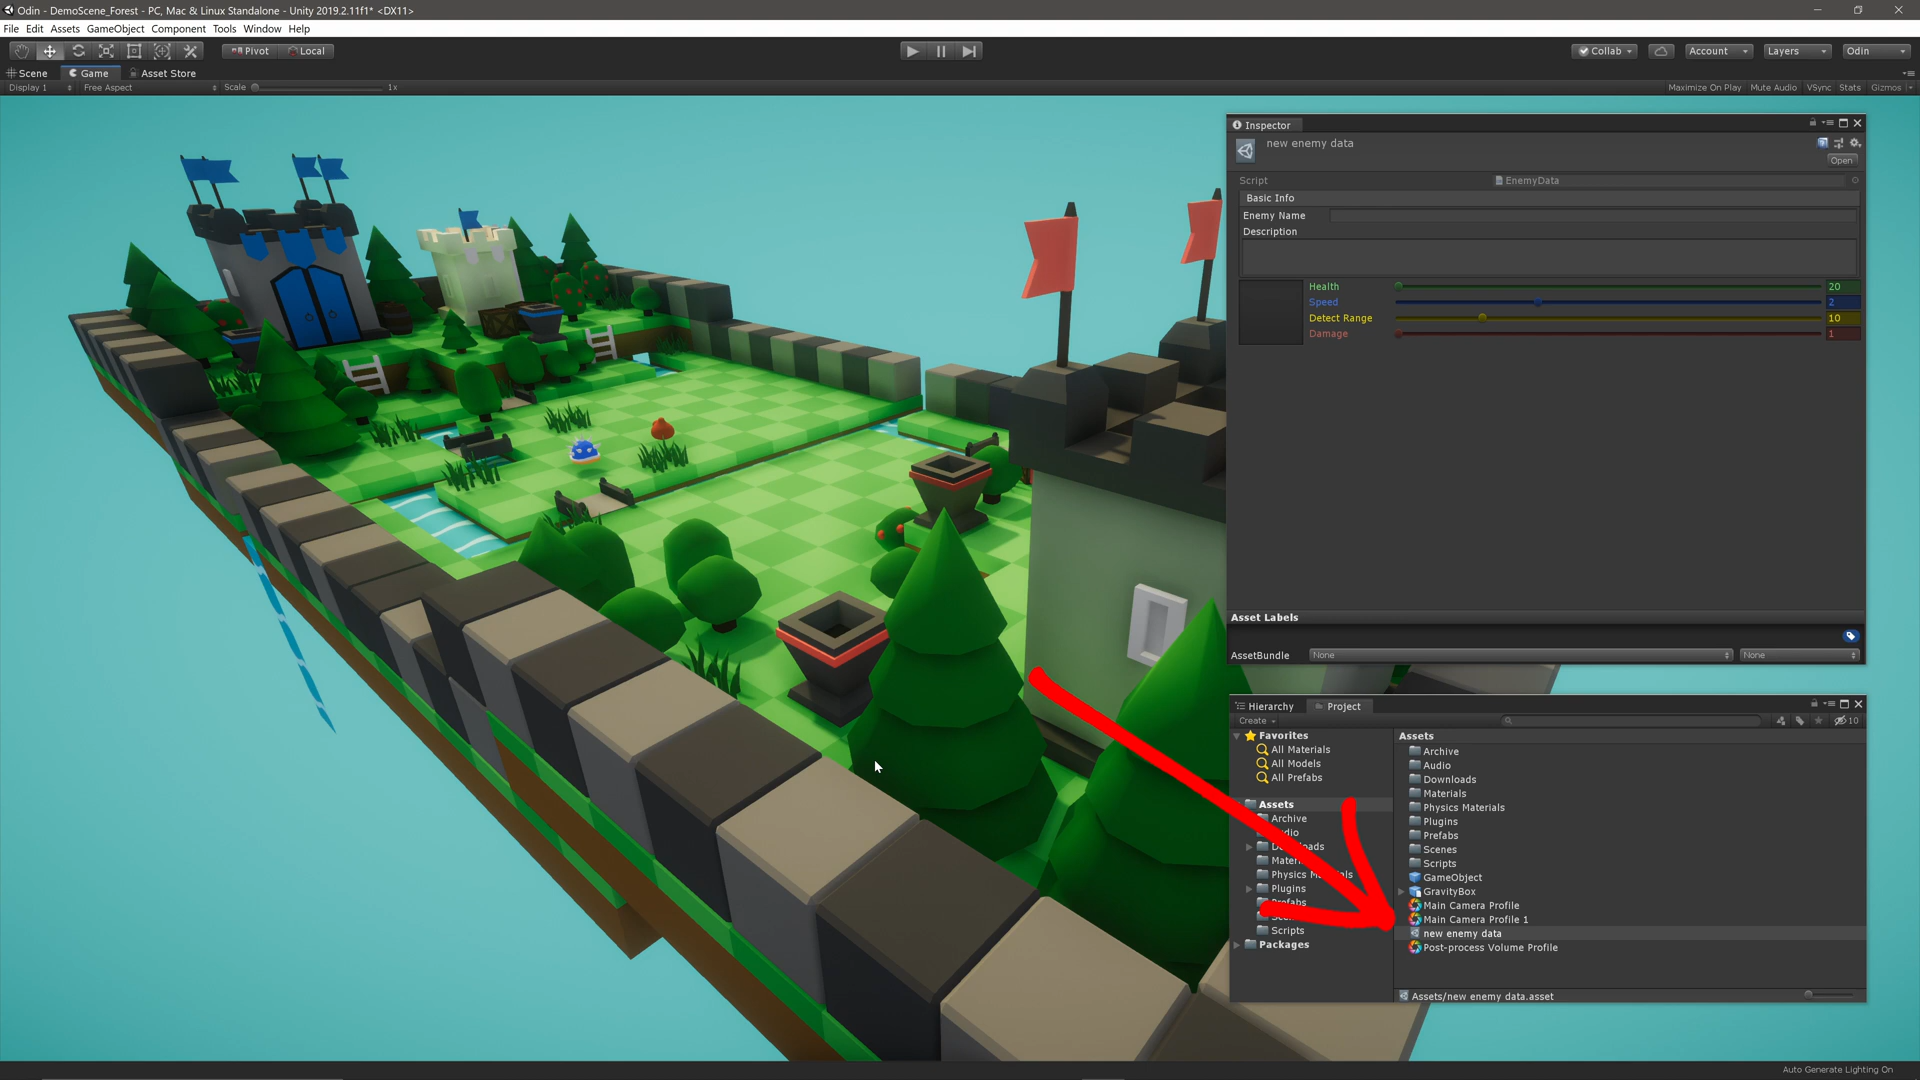 Odin - DemoScene_Forest - PC, Mac & Linux Standalone - Unity 2019.2.11f1* <DX11>
File Edit Assets GameObject Component Tools Window Help
Pivot Local Collab Account Layers Odin
Scene Game Asset Store
Display 1 Free Aspect Scale 1x Maximize On Play Mute Audio VSync Stats Gizmos
Inspector
new enemy data
Open
Script EnemyData
Basic Info
Enemy Name
Description
Health 20
Speed 2
Detect Range 10
Damage 1
Asset Labels
AssetBundle None None
Hierarchy Project
Create 10
Favorites
All Materials
All Models
All Prefabs
Assets
Archive
Plugins
Prefabs
Scripts
Packages
Assets
Archive
Audio
Downloads
Materials
Physics Materials
Plugins
Prefabs
Scenes
Scripts
GameObject
GravityBox
Main Camera Profile
Main Camera Profile 1
new enemy data
Post-process Volume Profile
Assets/new enemy data.asset
Auto Generate Lighting On